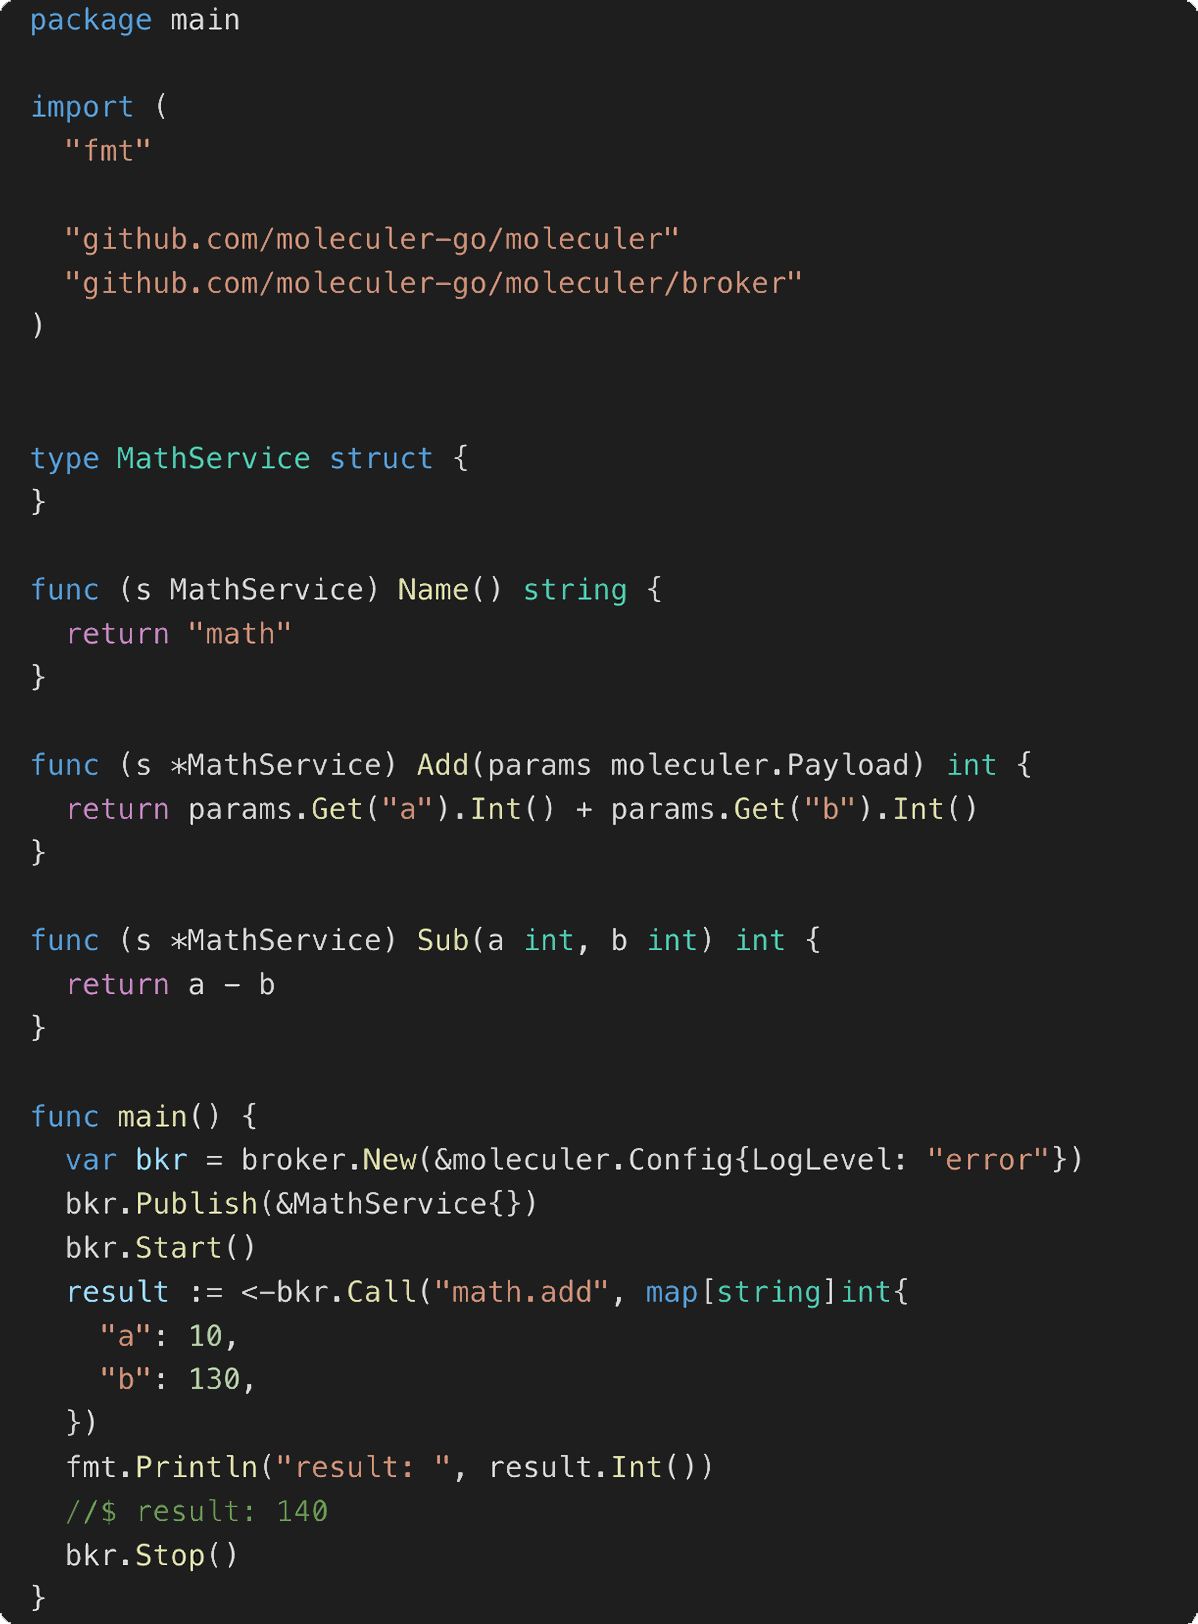 package main
import (
"fmt"
"github.com/moleculer-go/moleculer"
"github.com/moleculer-go/moleculer/broker"
)
type MathService struct {
}
func (s MathService) Name() string {
return "math"
}
func (s *MathService) Add(params moleculer.Payload) int {
return params.Get("a").Int() + params.Get("b").Int()
}
func (s *MathService) Sub(a int, b int) int {
return a - b
}
func main() {
var bkr = broker.New(&moleculer.Config{LogLevel: "error"})
bkr.Publish(&MathService{})
bkr.Start()
result := <-bkr.Call("math.add", map[string]int{
"a": 10,
"b": 130,
})
fmt.Println("result: ", result.Int())
//$ result: 140
bkr.Stop()
}